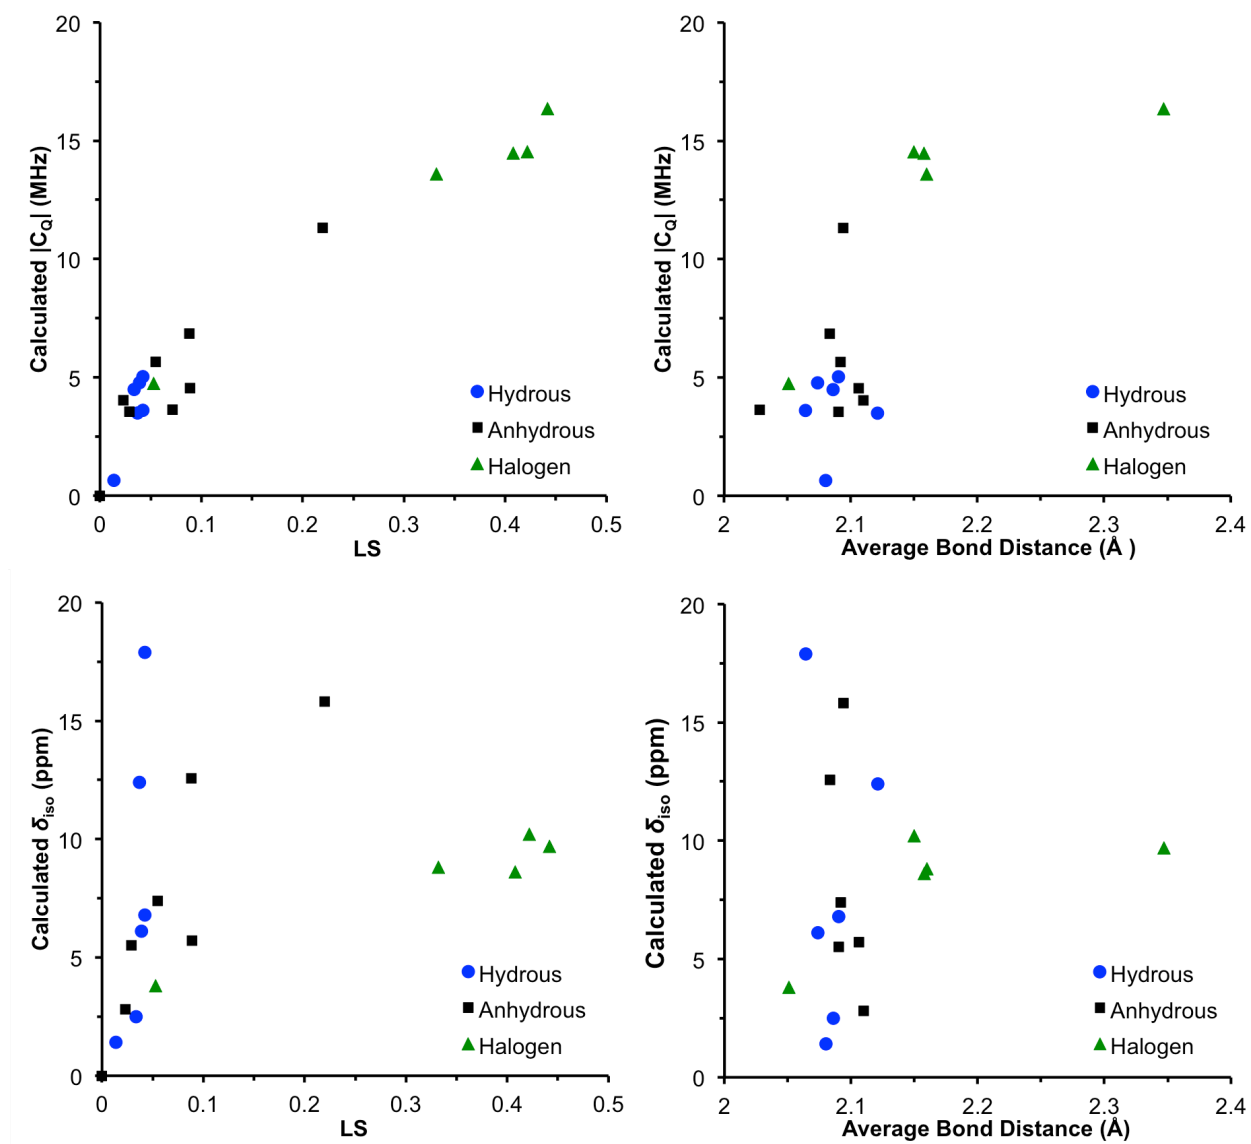 Calculated |CQ| (MHz)
20
15
10
5
0
0 0.1 0.2 0.3 0.4 0.5
LS
Hydrous
Anhydrous
Halogen
Calculated |CQ| (MHz)
20
15
10
5
0
2 2.1 2.2 2.3 2.4
Average Bond Distance (Å )
Hydrous
Anhydrous
Halogen
Calculated δiso (ppm)
20
15
10
5
0
0 0.1 0.2 0.3 0.4 0.5
LS
Hydrous
Anhydrous
Halogen
Calculated δiso (ppm)
20
15
10
5
0
2 2.1 2.2 2.3 2.4
Average Bond Distance (Å)
Hydrous
Anhydrous
Halogen